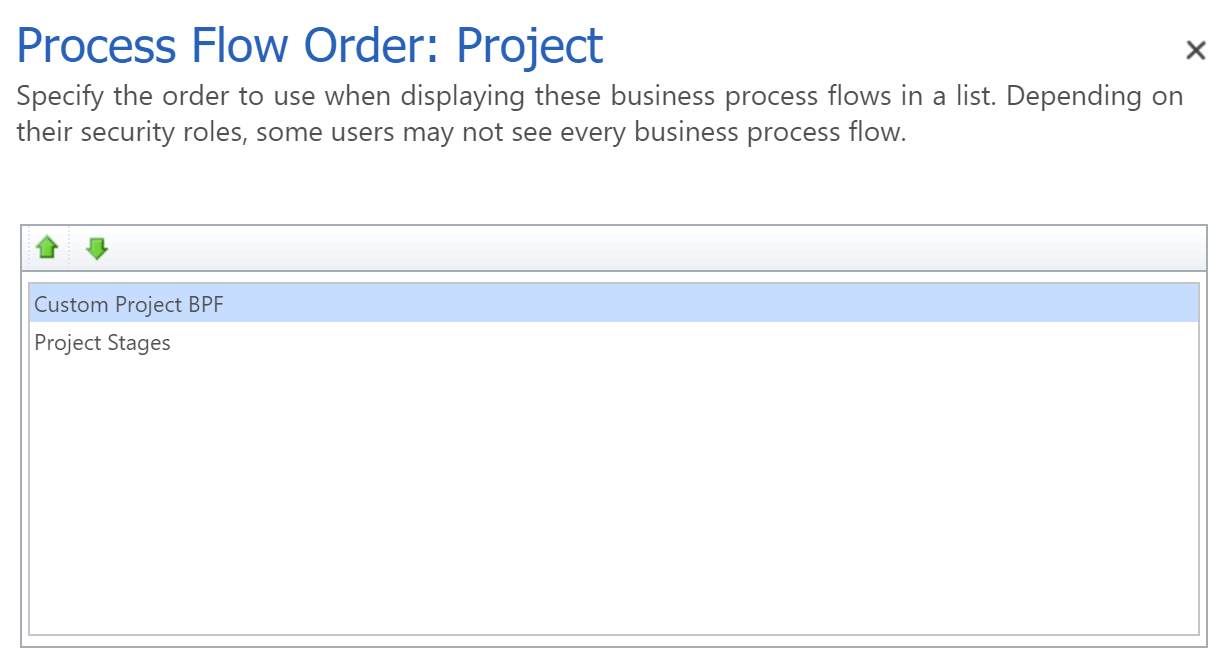 Process Flow Order: Project
Specify the order to use when displaying these business process flows in a list. Depending on
their security roles, some users may not see every business process flow.
Custom Project BPF
Project Stages